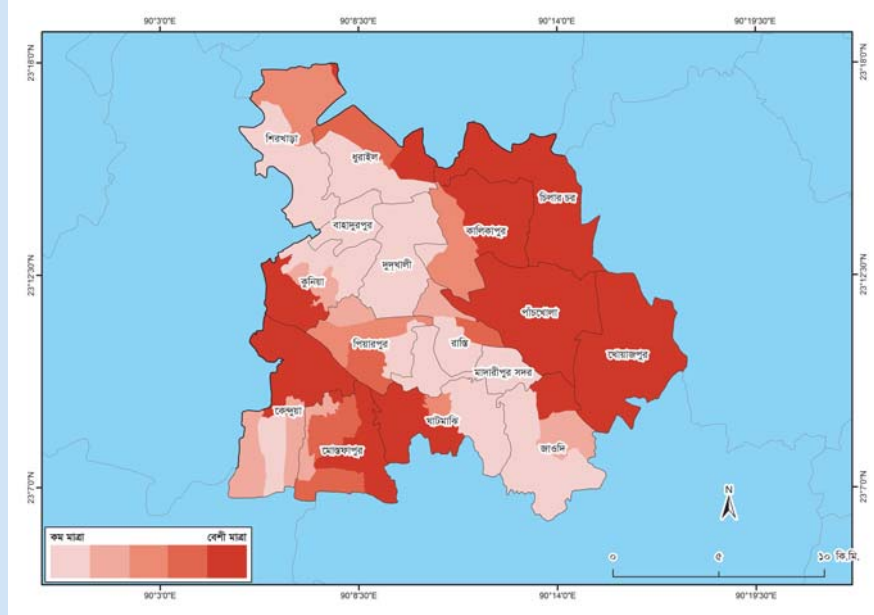 90°3'0"E 90°8'30"E 90°14'0"E 90°19'30"E
23°18'0"N 23°18'0"N
শিরখাড়া
ধুরাইল
চিলার চর
বাহাদুরপুর
কালিকাপুর
দুধখালী
23°12'30"N 23°12'30"N
কুনিয়া
পাঁচখোলা
পিয়ারপুর
রাস্তি
খোয়াজপুর
মাদারীপুর সদর
কেন্দুয়া
ঘাটমাঝি
মোস্তফাপুর
জাওদি
23°7'0"N 23°7'0"N
N
কম মাত্রা বেশী মাত্রা
০ ৫ ১০ কি.মি.
90°3'0"E 90°8'30"E 90°14'0"E 90°19'30"E